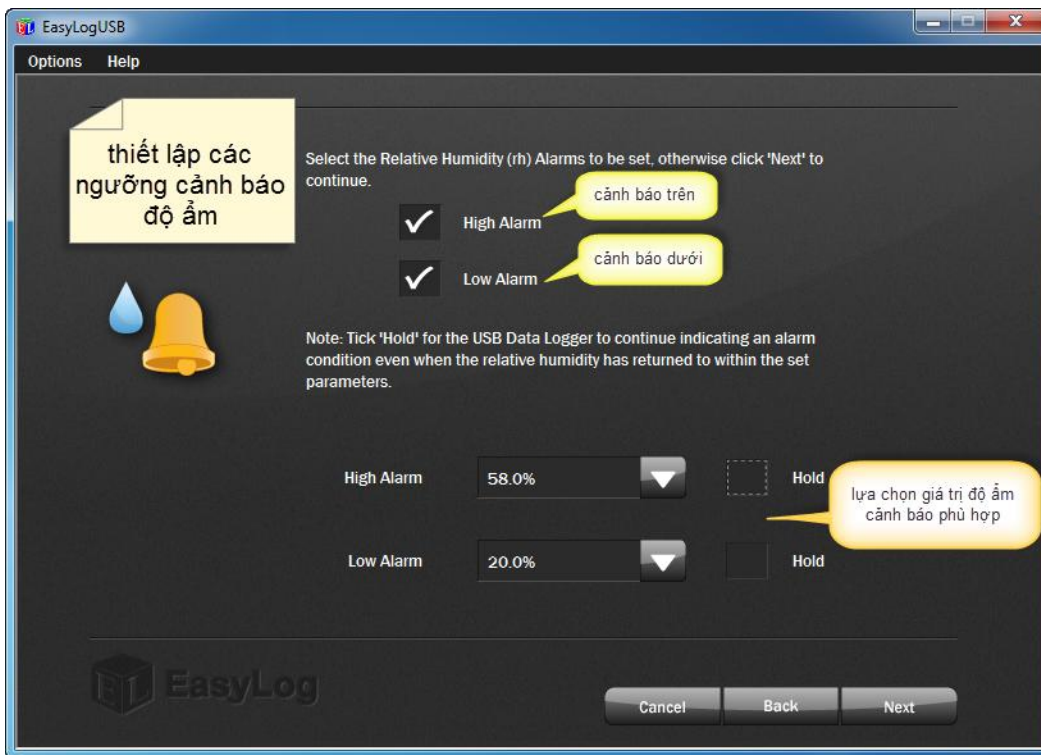 EasyLogUSB
Options Help
thiết lập các
ngưỡng cảnh báo
độ ẩm
Select the Relative Humidity (rh) Alarms to be set, otherwise click 'Next' to
continue.
cảnh báo trên
High Alarm
cảnh báo dưới
Low Alarm
Note: Tick 'Hold' for the USB Data Logger to continue indicating an alarm
condition even when the relative humidity has returned to within the set
parameters.
High Alarm 58.0% Hold
lựa chọn giá trị độ ẩm
cảnh báo phù hợp
Low Alarm 20.0% Hold
EL EasyLog
Cancel Back Next